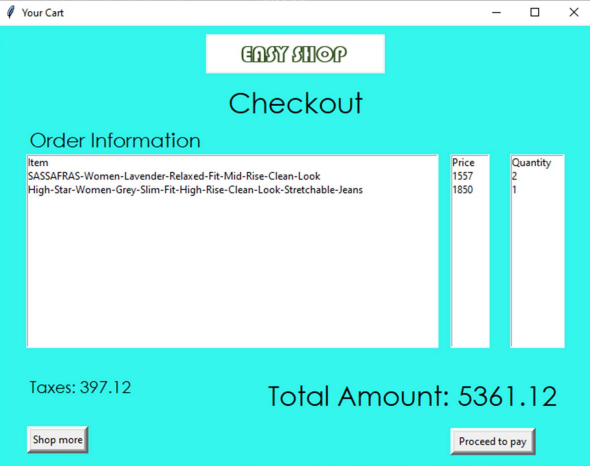 Your Cart
EASY SHOP
Checkout
Order Information
Item Price Quantity
SASSAFRAS-Women-Lavender-Relaxed-Fit-Mid-Rise-Clean-Look 1557 2
High-Star-Women-Grey-Slim-Fit-High-Rise-Clean-Look-Stretchable-Jeans 1850 1
Taxes: 397.12
Total Amount: 5361.12
Shop more
Proceed to pay